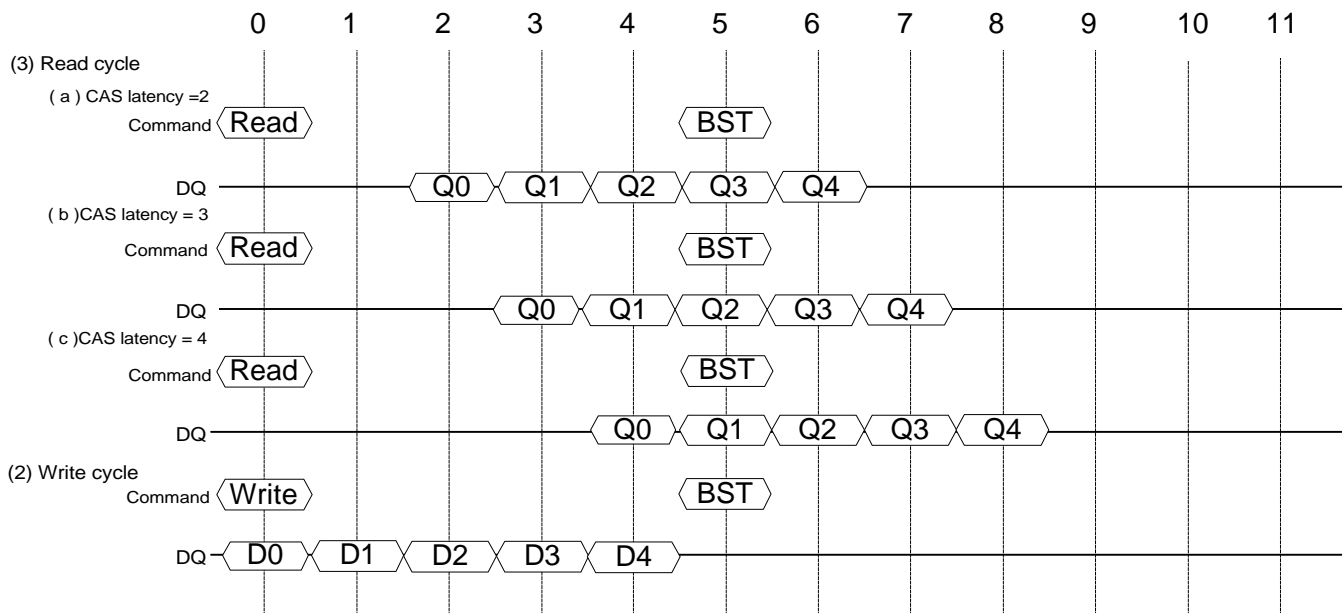 0 1 2 3 4 5 6 7 8 9 10 11
(3) Read cycle
( a ) CAS latency =2
Command Read BST
DQ Q0 Q1 Q2 Q3 Q4
( b )CAS latency = 3
Command Read BST
DQ Q0 Q1 Q2 Q3 Q4
( c )CAS latency = 4
Command Read BST
DQ Q0 Q1 Q2 Q3 Q4
(2) Write cycle
Command Write BST
DQ D0 D1 D2 D3 D4